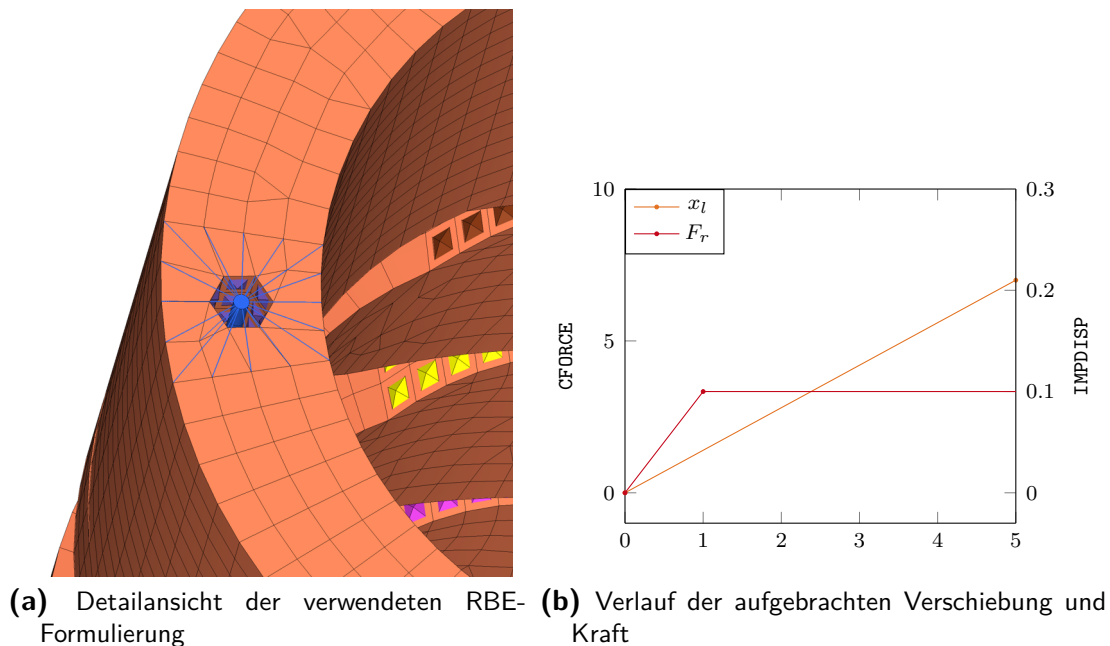 10
5
0
CFORCE
x_l
F_r
0.3
0.2
0.1
0
IMPDISP
0 1 2 3 4 5
(a) Detailansicht der verwendeten RBE-
Formulierung
(b) Verlauf der aufgebrachten Verschiebung und
Kraft